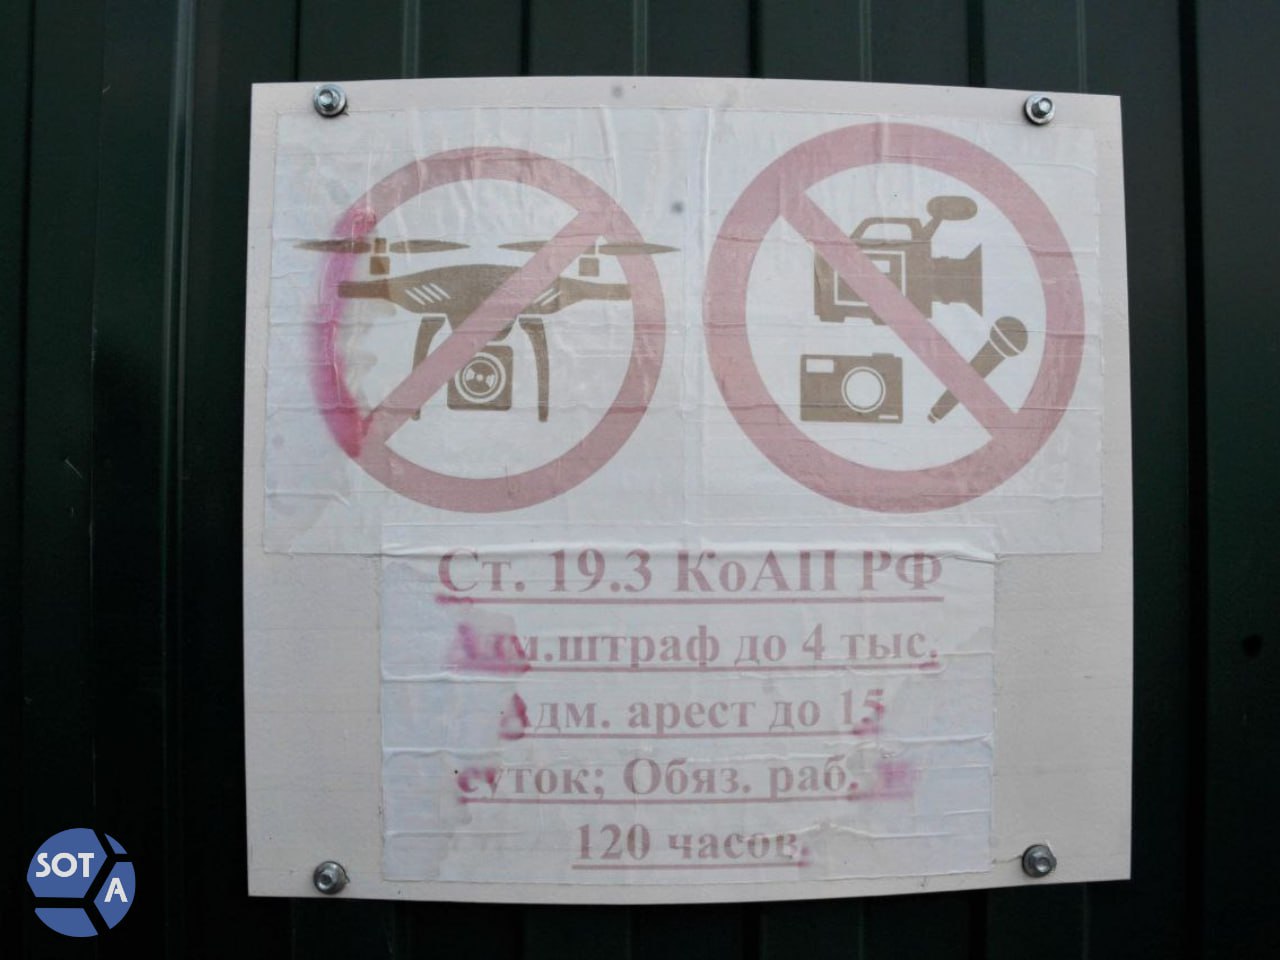 Ст. 19.3 КоАП РФ
Адм.штраф до 4 тыс.
Адм. арест до 15
суток; Обяз. раб.
120 часов.
SOTA